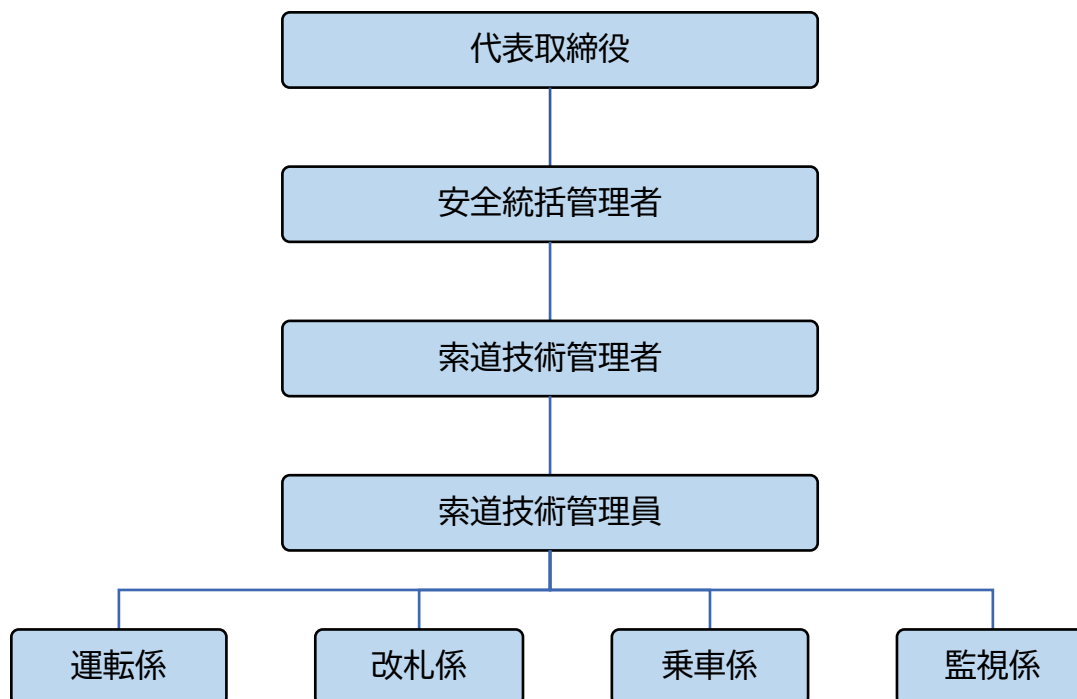 代表取締役
安全統括管理者
索道技術管理者
索道技術管理員
運転係
改札係
乗車係
監視係